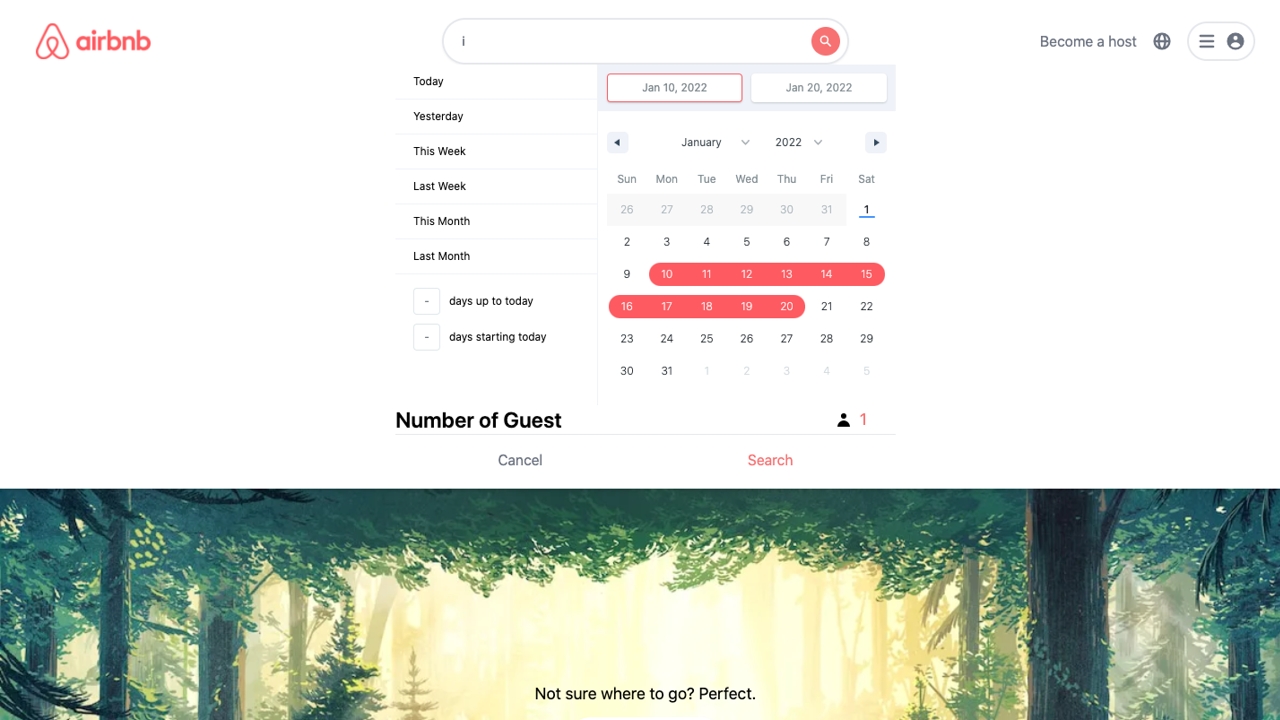 airbnb
i
Become a host
Today
Yesterday
This Week
Last Week
This Month
Last Month
- days up to today
- days starting today
Jan 10, 2022 Jan 20, 2022
January 2022
Sun Mon Tue Wed Thu Fri Sat
26 27 28 29 30 31 1
2 3 4 5 6 7 8
9 10 11 12 13 14 15
16 17 18 19 20 21 22
23 24 25 26 27 28 29
30 31 1 2 3 4 5
Number of Guest 1
Cancel Search
Not sure where to go? Perfect.